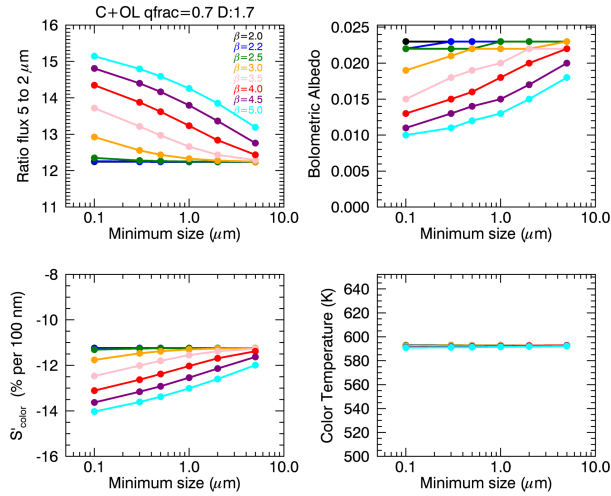 C+OL qfrac=0.7 D:1.7
β=2.0
β=2.2
β=2.5
β=3.0
β=3.5
β=4.0
β=4.5
β=5.0
Ratio flux 5 to 2 μm
16
15
14
13
12
11
0.1
1.0
10.0
Minimum size (μm)
Bolometric Albedo
0.025
0.020
0.015
0.010
0.005
0.000
0.1
1.0
10.0
Minimum size (μm)
S'color (% per 100 nm)
-8
-10
-12
-14
-16
0.1
1.0
10.0
Minimum size (μm)
Color Temperature (K)
640
620
600
580
560
540
520
500
0.1
1.0
10.0
Minimum size (μm)